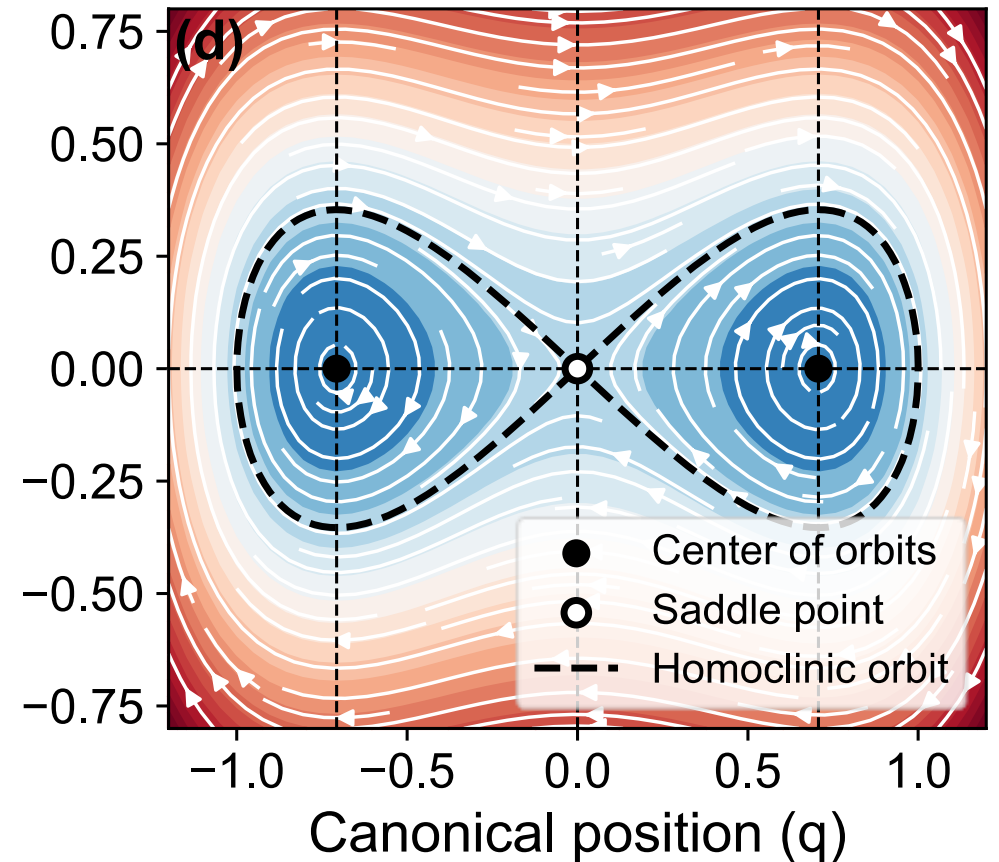 (d)
0.75
0.50
0.25
0.00
−0.25
−0.50
−0.75
Center of orbits
Saddle point
Homoclinic orbit
−1.0 −0.5 0.0 0.5 1.0
Canonical position (q)